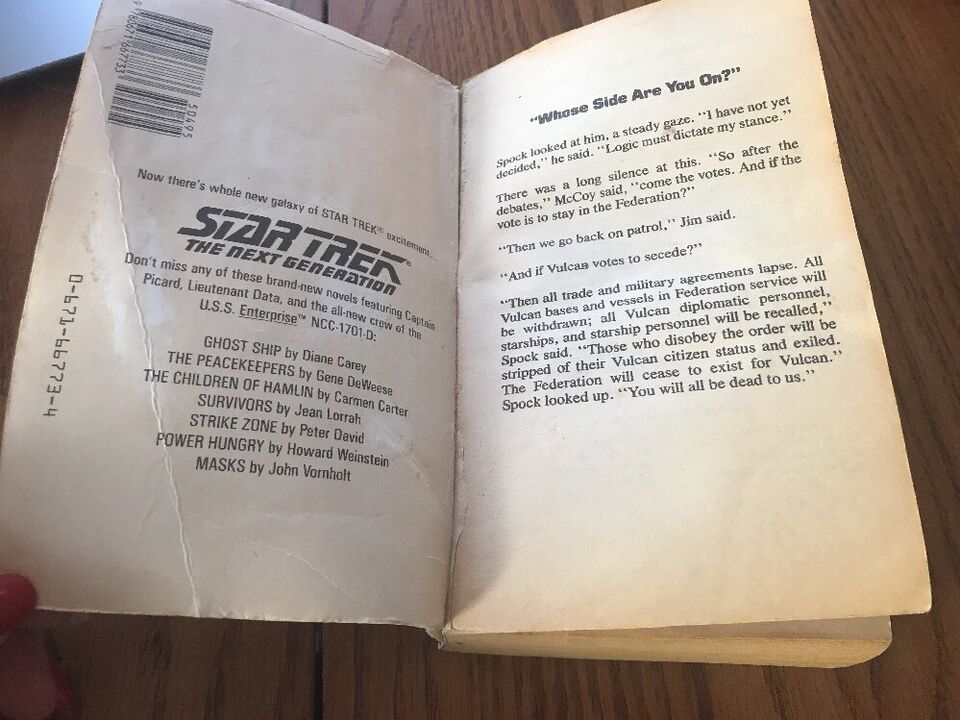 9780671667733
50495
Now there's whole new galaxy of STAR TREK® excitement...
STAR TREK®
THE NEXT GENERATION
Don't miss any of these brand-new novels featuring Captain
Picard, Lieutenant Data, and the all-new crew of the
U.S.S. Enterprise™ NCC-1701-D:
GHOST SHIP by Diane Carey
THE PEACEKEEPERS by Gene DeWeese
THE CHILDREN OF HAMLIN by Carmen Carter
SURVIVORS by Jean Lorrah
STRIKE ZONE by Peter David
POWER HUNGRY by Howard Weinstein
MASKS by John Vornholt
0-671-66773-4
"Whose Side Are You On?"
Spock looked at him, a steady gaze. "I have not yet
decided," he said. "Logic must dictate my stance."
There was a long silence at this. "So after the
debates," McCoy said, "come the votes. And if the
vote is to stay in the Federation?"
"Then we go back on patrol," Jim said.
"And if Vulcan votes to secede?"
"Then all trade and military agreements lapse. All
Vulcan bases and vessels in Federation service will
be withdrawn; all Vulcan diplomatic personnel,
starships, and starship personnel will be recalled,"
Spock said. "Those who disobey the order will be
stripped of their Vulcan citizen status and exiled.
The Federation will cease to exist for Vulcan."
Spock looked up. "You will all be dead to us."